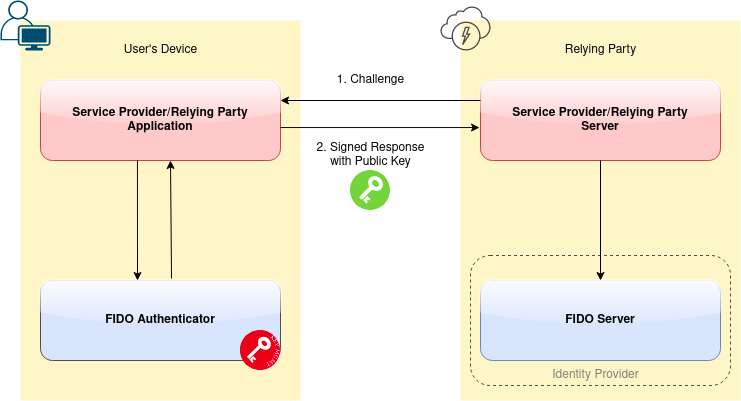 User's Device
Relying Party
1. Challenge
Service Provider/Relying Party
Application
Service Provider/Relying Party
Server
2. Signed Response
with Public Key
FIDO Authenticator
FIDO Server
Identity Provider